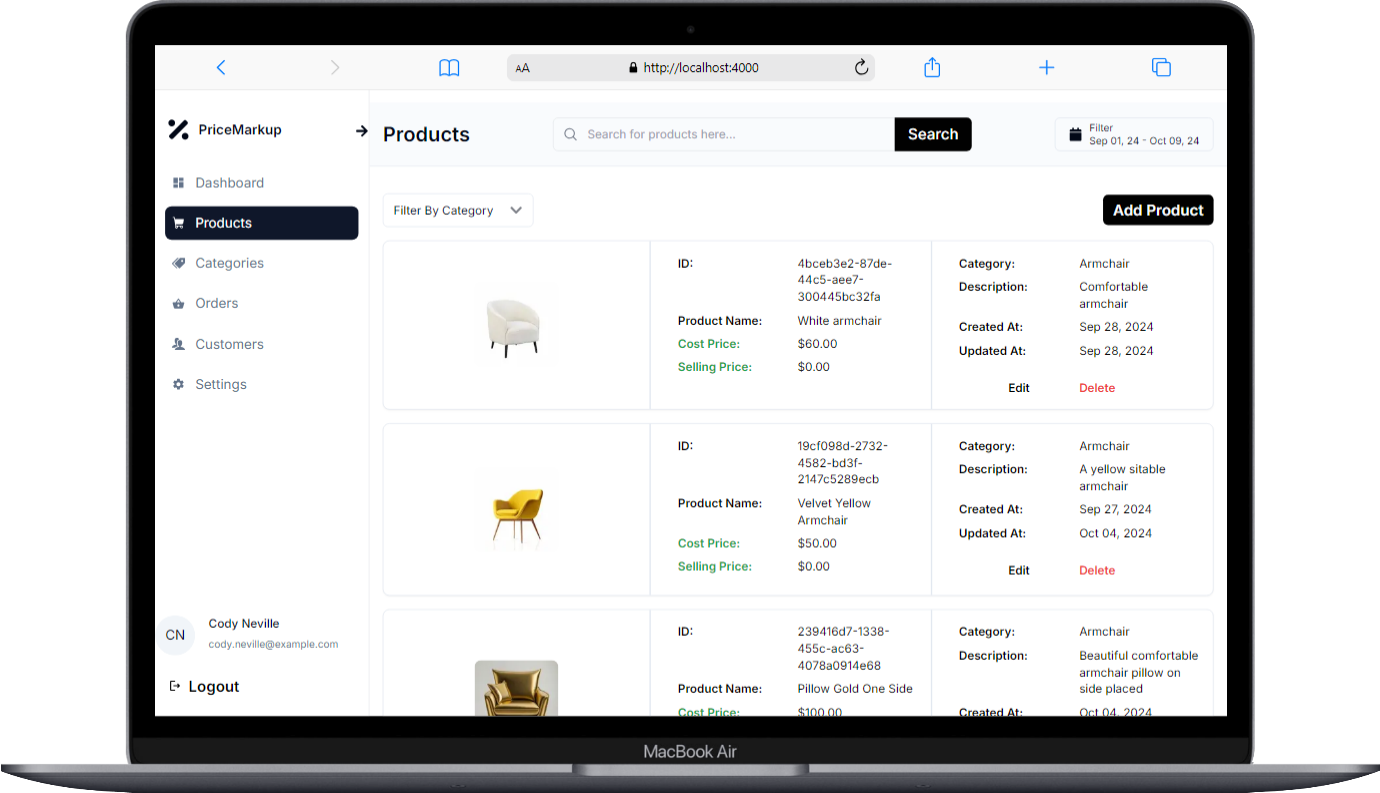 AA
http://localhost:4000
PriceMarkup
Products
Search for products here...
Search
Filter
Sep 01, 24 - Oct 09, 24
Dashboard
Products
Categories
Orders
Customers
Settings
Cody Neville
CN
cody.neville@example.com
Logout
Filter By Category
Add Product
ID:
4bceb3e2-87de-
44c5-aee7-
300445bc32fa
Product Name:
White armchair
Cost Price:
$60.00
Selling Price:
$0.00
Category:
Armchair
Description:
Comfortable
armchair
Created At:
Sep 28, 2024
Updated At:
Sep 28, 2024
Edit
Delete
ID:
19cf098d-2732-
4582-bd3f-
2147c5289ecb
Product Name:
Velvet Yellow
Armchair
Cost Price:
$50.00
Selling Price:
$0.00
Category:
Armchair
Description:
A yellow sitable
armchair
Created At:
Sep 27, 2024
Updated At:
Oct 04, 2024
Edit
Delete
ID:
239416d7-1338-
455c-ac63-
4078a0914e68
Product Name:
Pillow Gold One Side
Cost Price:
$100.00
Category:
Armchair
Description:
Beautiful comfortable
armchair pillow on
side placed
Created At:
Oct 04, 2024
MacBook Air